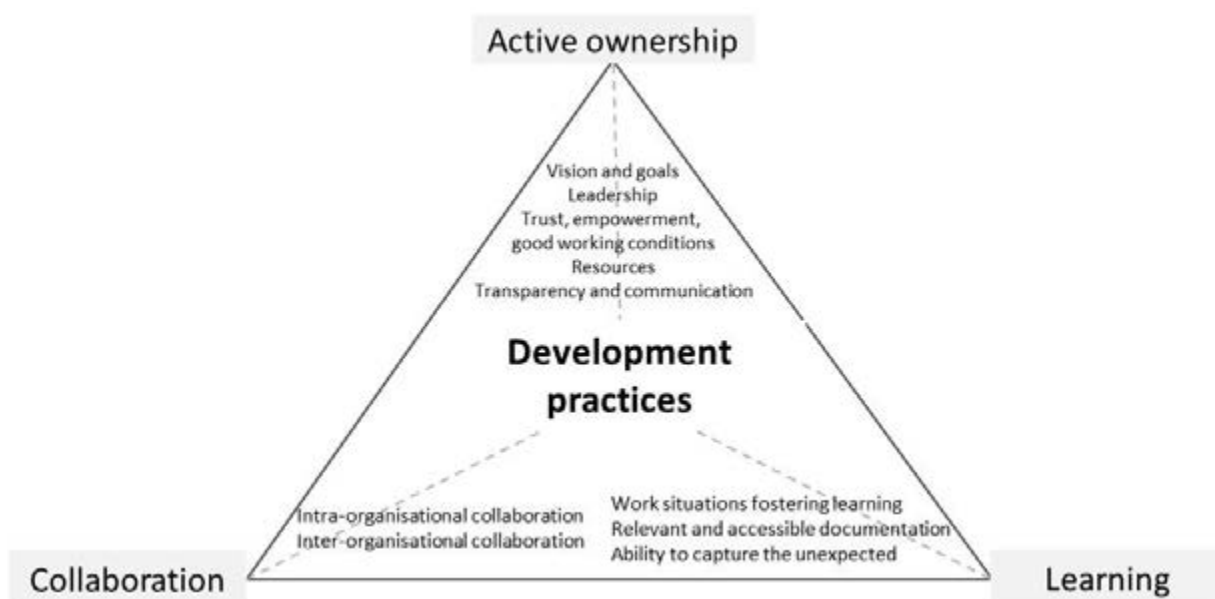 Active ownership
Vision and goals
Leadership
Trust, empowerment,
good working conditions
Resources
Transparency and communication
Development
practices
Intra-organisational collaboration
Inter-organisational collaboration
Work situations fostering learning
Relevant and accessible documentation
Ability to capture the unexpected
Collaboration
Learning